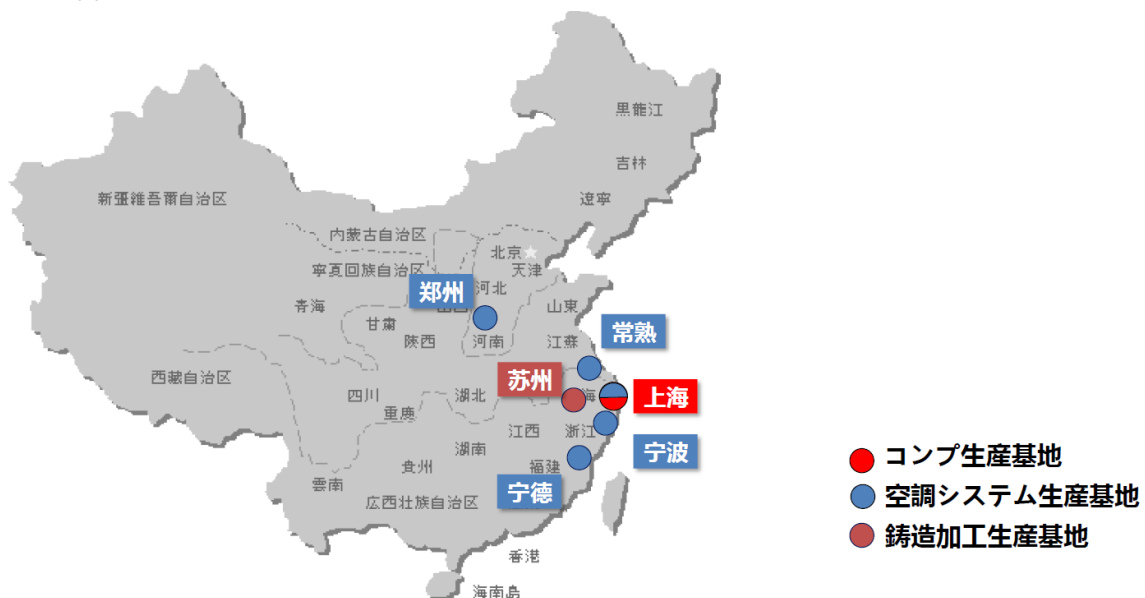 黒龍江
吉林
遼寧
新彊維吾爾自治区
内蒙古自治区
北京
寧夏回族自治区
天津
郑州
河北
青海
山東
甘粛
陝西
河南
江蘇
常熟
西蔵自治区
苏州
四川
湖北
海
上海
重慶
江西
浙江
湖南
宁波
コンプ生産基地
貴州
福建
雲南
宁德
空調システム生産基地
広西壮族自治区
鋳造加工生産基地
香港
海南島